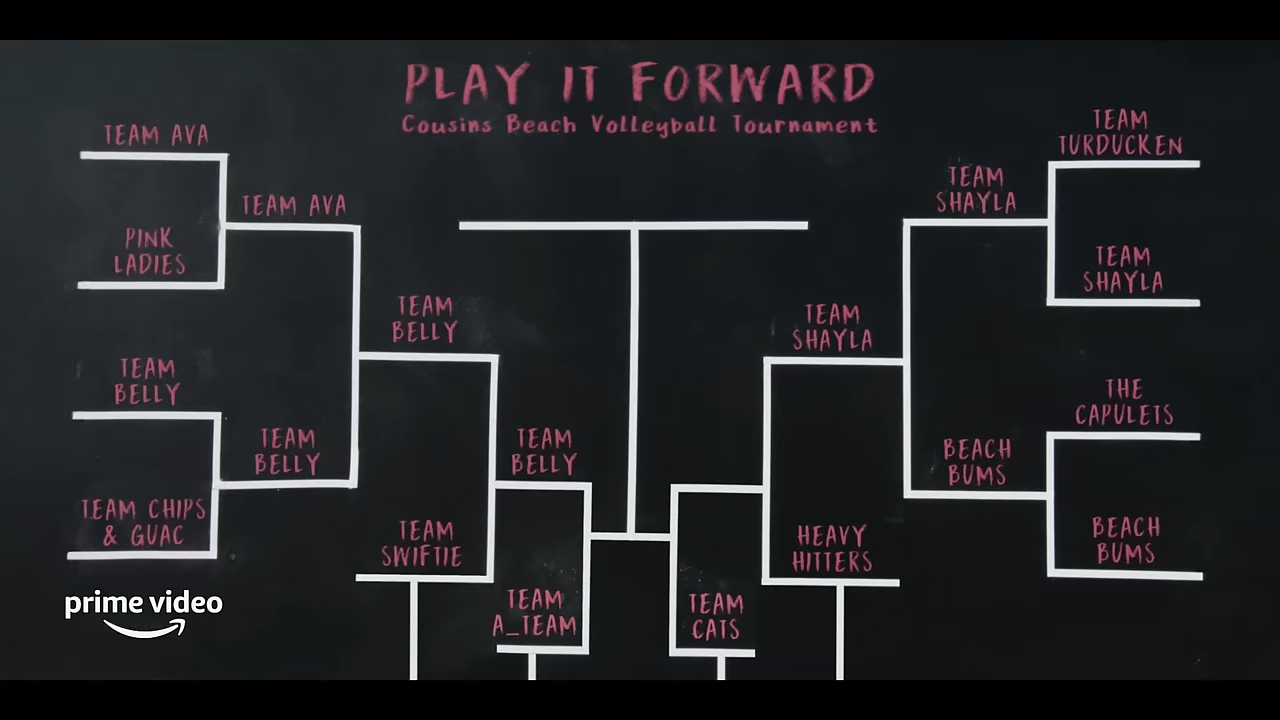 PLAY IT FORWARD
Cousins Beach Volleyball Tournament
TEAM AVA
PINK
LADIES
TEAM
BELLY
TEAM CHIPS
& GUAC
TEAM AVA
TEAM
BELLY
TEAM
BELLY
TEAM
SWIFTIE
TEAM
BELLY
TEAM
A_TEAM
TEAM
CATS
TEAM
SHAYLA
HEAVY
HITTERS
TEAM
SHAYLA
BEACH
BUMS
TEAM
TURDUCKEN
TEAM
SHAYLA
THE
CAPULETS
BEACH
BUMS
prime video